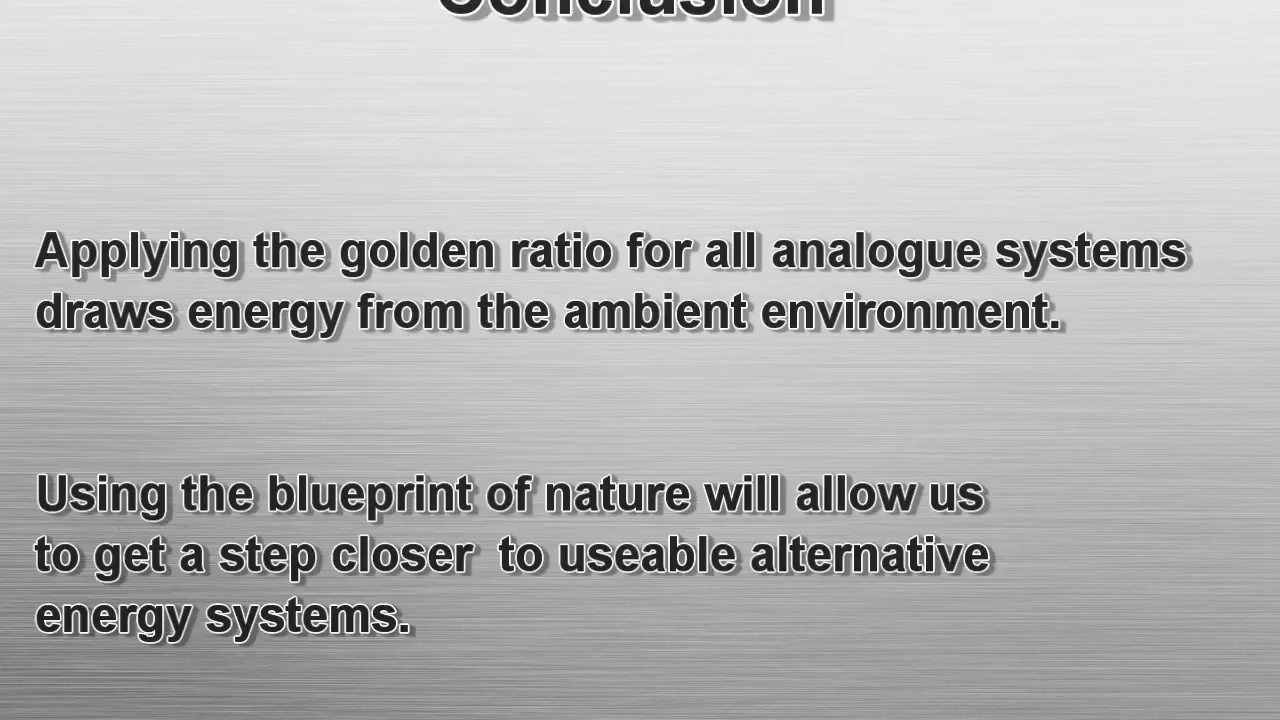 Conclusion
Applying the golden ratio for all analogue systems
draws energy from the ambient environment.
Using the blueprint of nature will allow us
to get a step closer to useable alternative
energy systems.